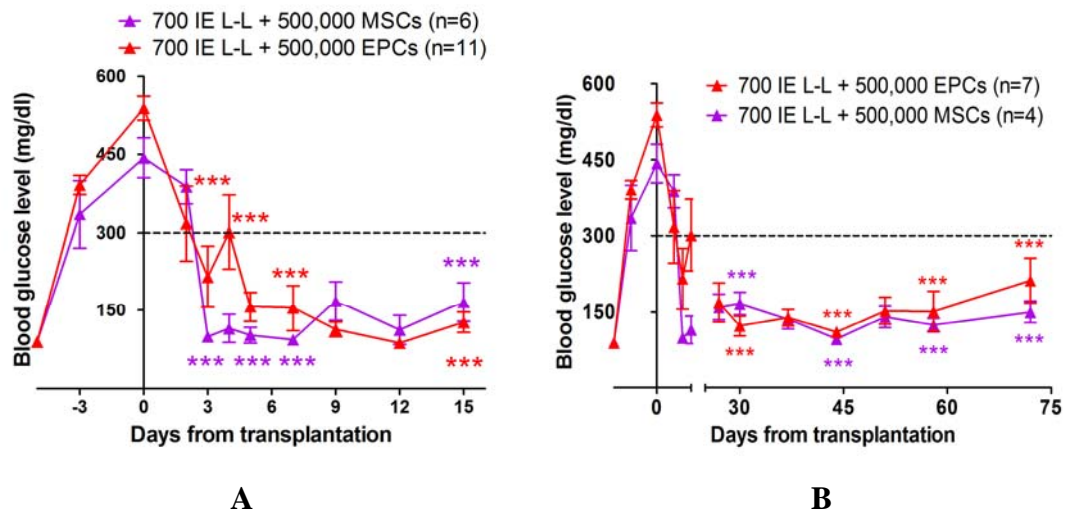 700 IE L-L + 500,000 MSCs (n=6)
700 IE L-L + 500,000 EPCs (n=11)
Blood glucose level (mg/dl)
600
450
300
150
***
***
***
***
***
***
***
***
-3 0 3 6 9 12 15
Days from transplantation
A
700 IE L-L + 500,000 EPCs (n=7)
700 IE L-L + 500,000 MSCs (n=4)
Blood glucose level (mg/dl)
600
450
300
150
***
***
***
***
***
***
***
***
0 30 45 60 75
Days from transplantation
B